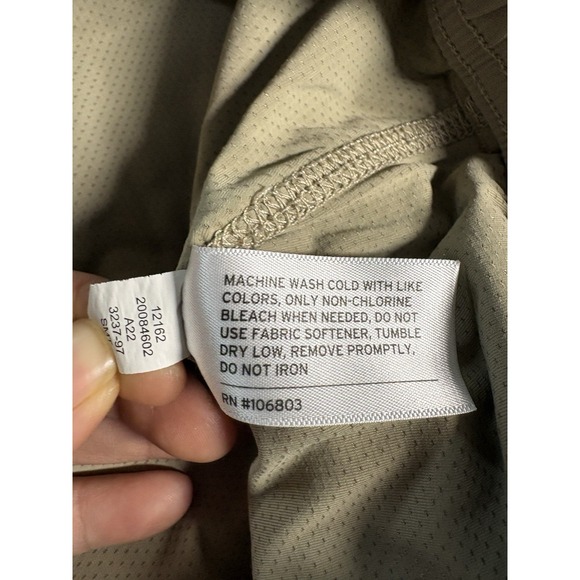 MACHINE WASH COLD WITH LIKE
COLORS, ONLY NON-CHLORINE
BLEACH WHEN NEEDED, DO NOT
USE FABRIC SOFTENER, TUMBLE
DRY LOW, REMOVE PROMPTLY,
DO NOT IRON
RN #106803
12162
20084602
A22
3237-97